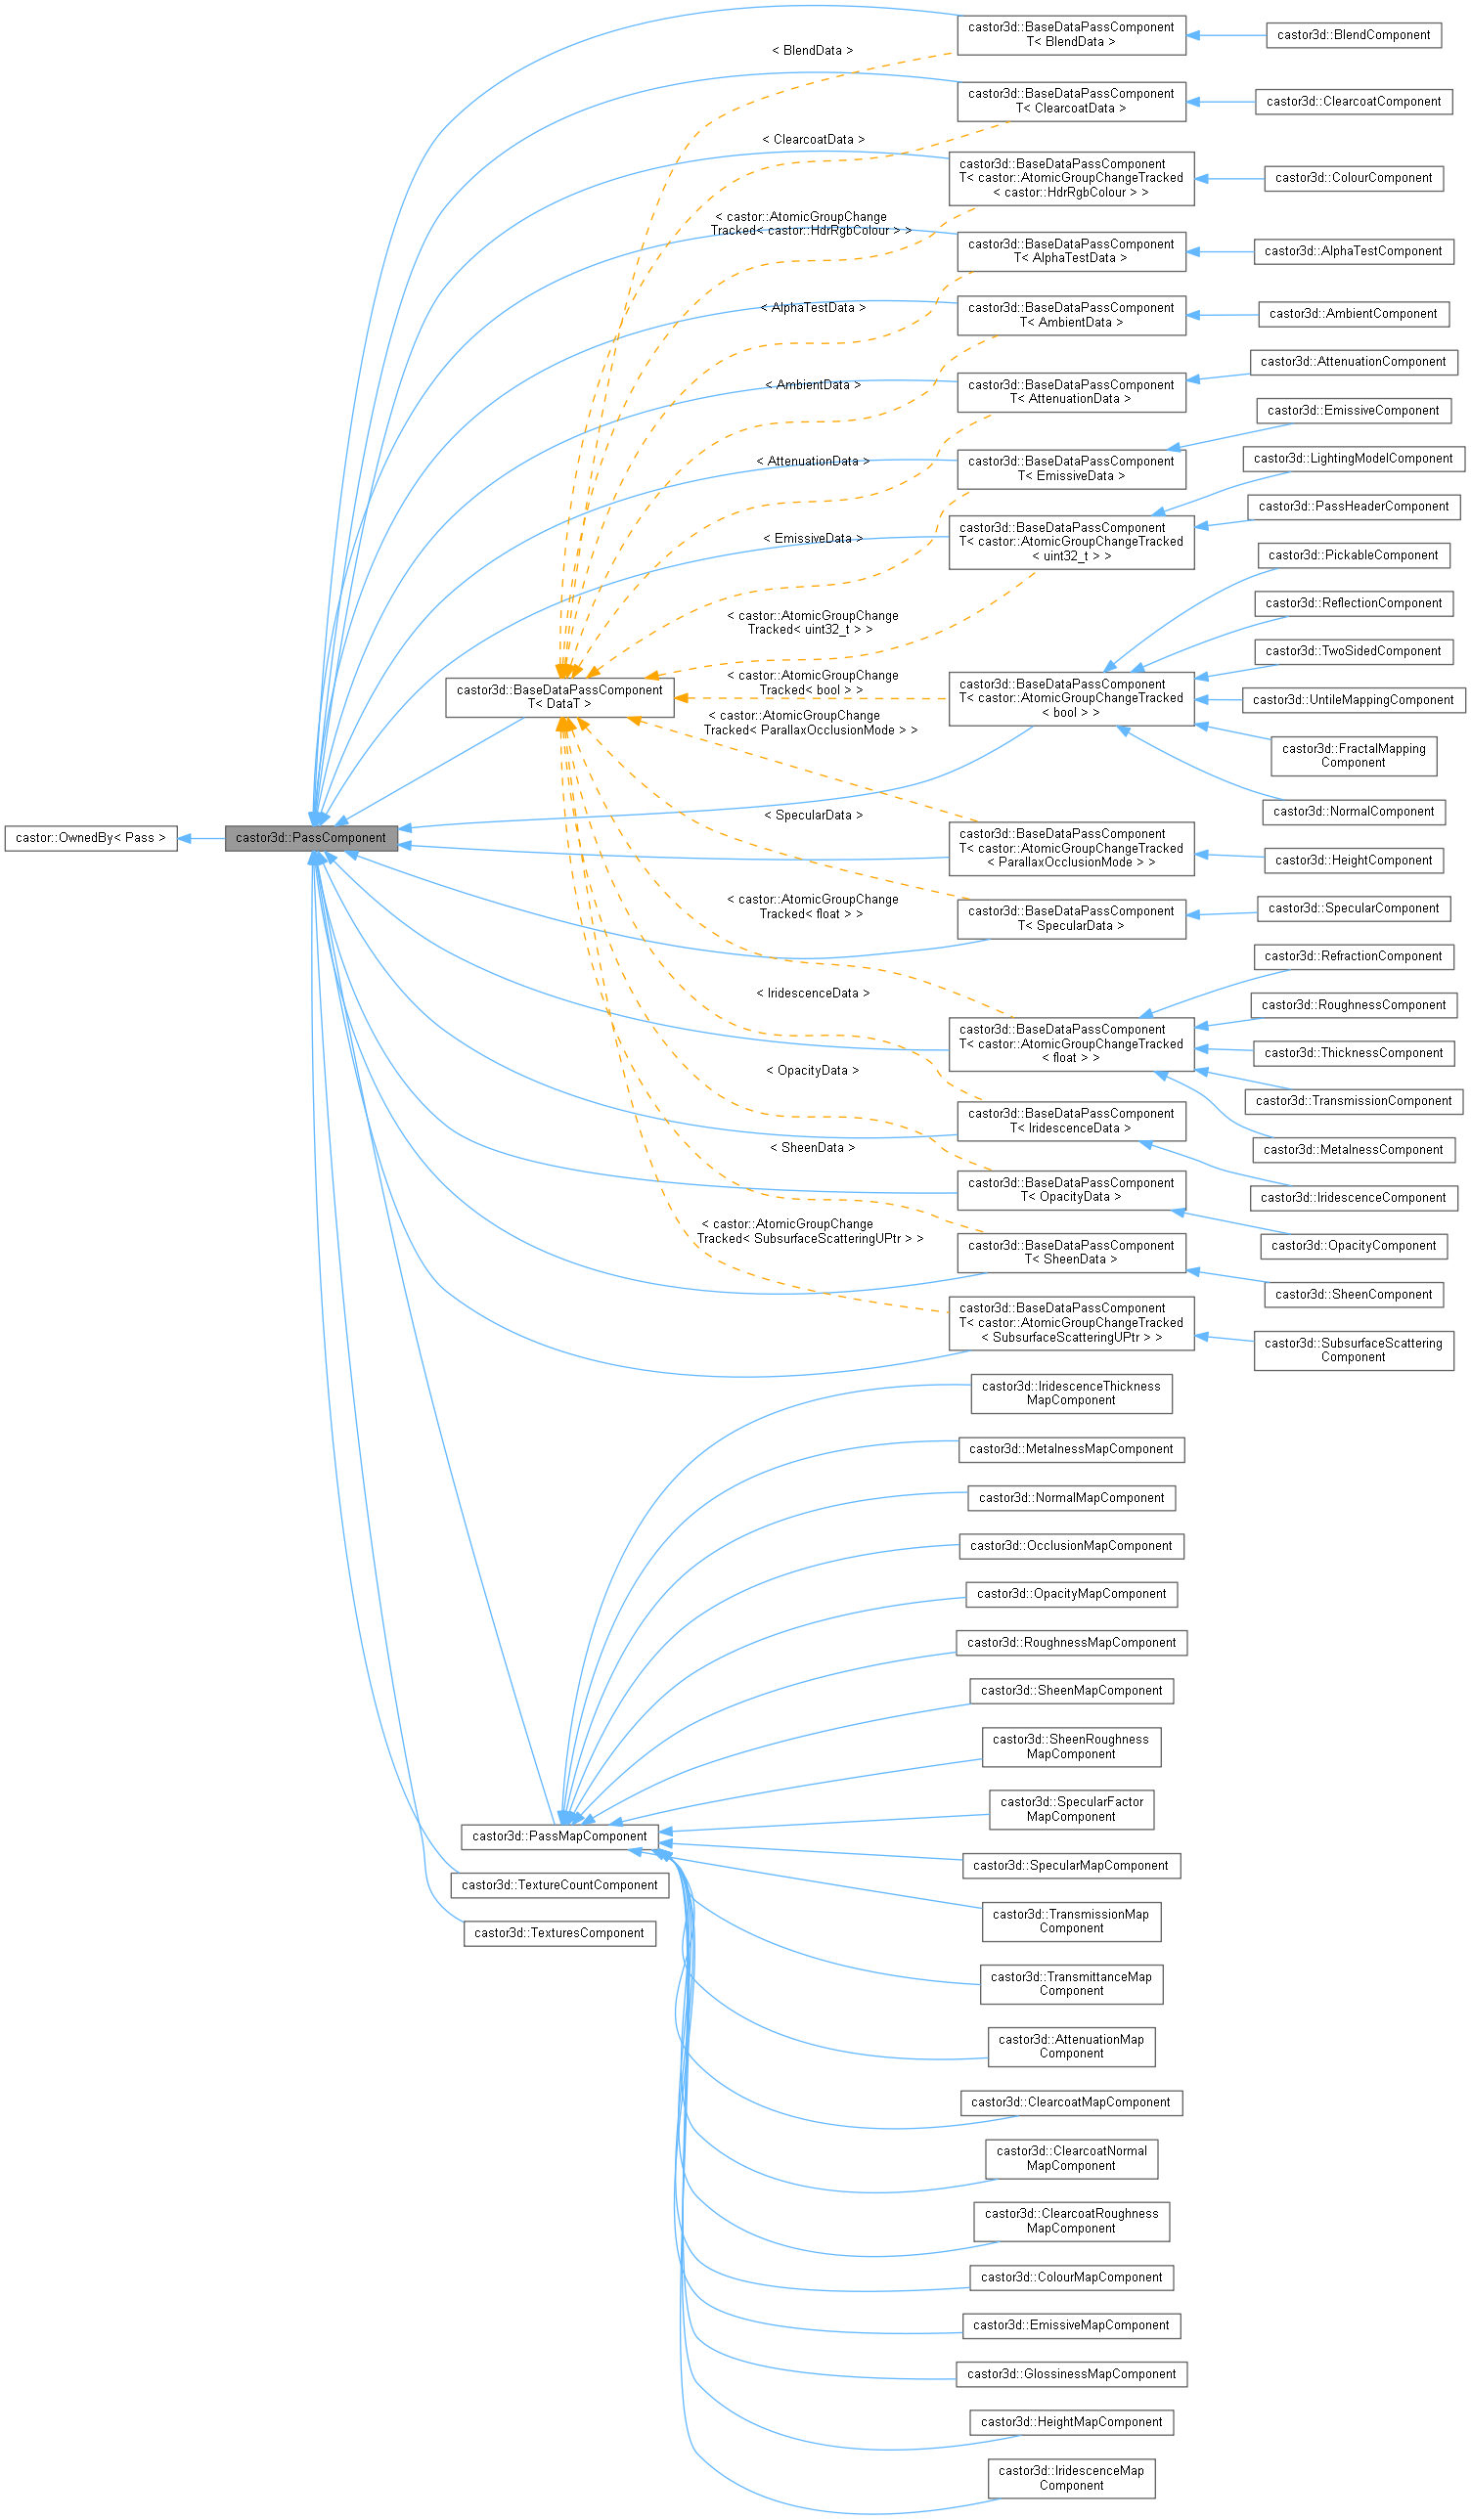 castor::OwnedBy< Pass >
castor3d::PassComponent
castor3d::BaseDataPassComponent
< DataT >
castor3d::PassMapComponent
castor3d::TextureCountComponent
castor3d::TexturesComponent
< BlendData >
< ClearcoatData >
< castor::AtomicGroupChange
Tracked< castor::HdrRgbColour > >
< AlphaTestData >
< AmbientData >
< AttenuationData >
< EmissiveData >
< castor::AtomicGroupChange
Tracked< uint32_t > >
< castor::AtomicGroupChange
Tracked< bool > >
< castor::AtomicGroupChange
Tracked< ParallaxOcclusionMode > >
< SpecularData >
< castor::AtomicGroupChange
Tracked< float > >
< IridescenceData >
< OpacityData >
< SheenData >
< castor::AtomicGroupChange
Tracked< SubsurfaceScatteringUPtr > >
castor3d::BaseDataPassComponent
T< BlendData >
castor3d::BaseDataPassComponent
T< ClearcoatData >
castor3d::BaseDataPassComponent
T< castor::AtomicGroupChangeTracked
< castor::HdrRgbColour > >
castor3d::BaseDataPassComponent
T< AlphaTestData >
castor3d::BaseDataPassComponent
T< AmbientData >
castor3d::BaseDataPassComponent
T< AttenuationData >
castor3d::BaseDataPassComponent
T< EmissiveData >
castor3d::BaseDataPassComponent
T< castor::AtomicGroupChangeTracked
< uint32_t > >
castor3d::BaseDataPassComponent
T< castor::AtomicGroupChangeTracked
< bool > >
castor3d::BaseDataPassComponent
T< castor::AtomicGroupChangeTracked
< ParallaxOcclusionMode > >
castor3d::BaseDataPassComponent
T< SpecularData >
castor3d::BaseDataPassComponent
T< castor::AtomicGroupChangeTracked
< float > >
castor3d::BaseDataPassComponent
T< IridescenceData >
castor3d::BaseDataPassComponent
T< OpacityData >
castor3d::BaseDataPassComponent
T< SheenData >
castor3d::BaseDataPassComponent
T< castor::AtomicGroupChangeTracked
< SubsurfaceScatteringUPtr > >
castor3d::IridescenceThickness
MapComponent
castor3d::MetalnessMapComponent
castor3d::NormalMapComponent
castor3d::OcclusionMapComponent
castor3d::OpacityMapComponent
castor3d::RoughnessMapComponent
castor3d::SheenMapComponent
castor3d::SheenRoughness
MapComponent
castor3d::SpecularFactor
MapComponent
castor3d::SpecularMapComponent
castor3d::TransmissionMap
Component
castor3d::TransmittanceMap
Component
castor3d::AttenuationMap
Component
castor3d::ClearcoatMapComponent
castor3d::ClearcoatNormal
MapComponent
castor3d::ClearcoatRoughness
MapComponent
castor3d::ColourMapComponent
castor3d::EmissiveMapComponent
castor3d::GlossinessMapComponent
castor3d::HeightMapComponent
castor3d::IridescenceMap
Component
castor3d::BlendComponent
castor3d::ClearcoatComponent
castor3d::ColourComponent
castor3d::AlphaTestComponent
castor3d::AmbientComponent
castor3d::AttenuationComponent
castor3d::EmissiveComponent
castor3d::LightingModelComponent
castor3d::PassHeaderComponent
castor3d::PickableComponent
castor3d::ReflectionComponent
castor3d::TwoSidedComponent
castor3d::UntileMappingComponent
castor3d::FractalMapping
Component
castor3d::NormalComponent
castor3d::HeightComponent
castor3d::SpecularComponent
castor3d::RefractionComponent
castor3d::RoughnessComponent
castor3d::ThicknessComponent
castor3d::TransmissionComponent
castor3d::MetalnessComponent
castor3d::IridescenceComponent
castor3d::OpacityComponent
castor3d::SheenComponent
castor3d::SubsurfaceScattering
Component